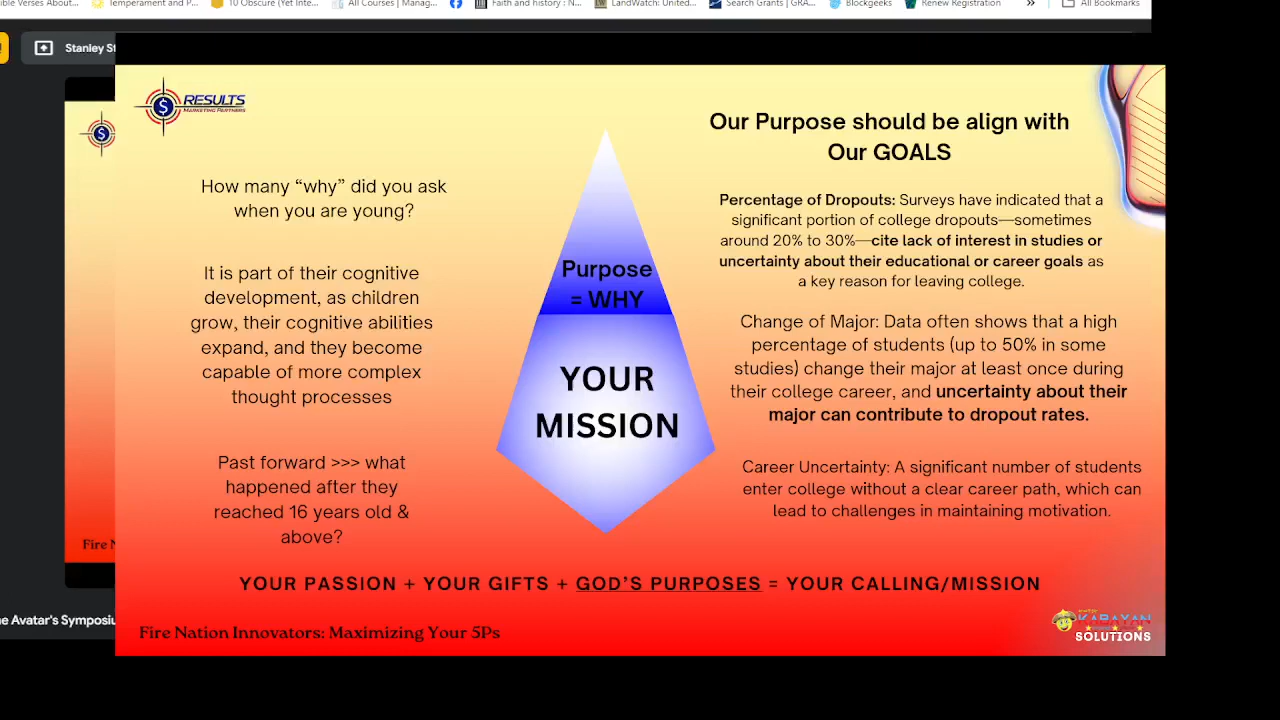 ible Verses About...
Temperament and P...
10 Obscure (Yet Inte...
All Courses | Manag...
Faith and history : N...
LandWatch: United...
Search Grants | GRA...
Blockgeeks
Renew Registration
»
All Bookmarks
Stanley St
RESULTS
MARKETING PARTNERS
Our Purpose should be align with
Our GOALS
How many “why” did you ask
when you are young?
It is part of their cognitive
development, as children
grow, their cognitive abilities
expand, and they become
capable of more complex
thought processes
Past forward >>> what
happened after they
reached 16 years old &
above?
Purpose
= WHY
YOUR
MISSION
Percentage of Dropouts: Surveys have indicated that a
significant portion of college dropouts—sometimes
around 20% to 30%—cite lack of interest in studies or
uncertainty about their educational or career goals as
a key reason for leaving college.
Change of Major: Data often shows that a high
percentage of students (up to 50% in some
studies) change their major at least once during
their college career, and uncertainty about their
major can contribute to dropout rates.
Career Uncertainty: A significant number of students
enter college without a clear career path, which can
lead to challenges in maintaining motivation.
YOUR PASSION + YOUR GIFTS + GOD’S PURPOSES = YOUR CALLING/MISSION
Fire Nation Innovators: Maximizing Your 5Ps
KABAYAN
SOLUTIONS
Fire N
e Avatar's Symposiu